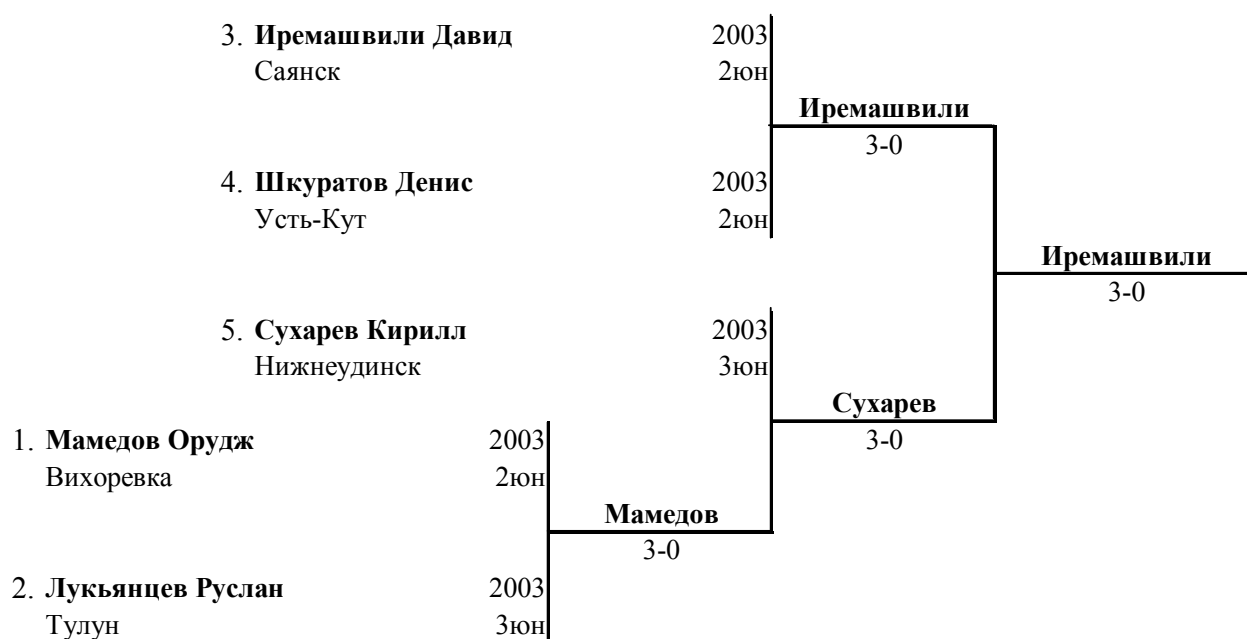 3. Иремашвили Давид 2003
Саянск 2юн
Иремашвили
3-0
4. Шкуратов Денис 2003
Усть-Кут 2юн
Иремашвили
3-0
5. Сухарев Кирилл 2003
Нижнеудинск 3юн
Сухарев
3-0
1. Мамедов Орудж 2003
Вихоревка 2юн
Мамедов
3-0
2. Лукьянцев Руслан 2003
Тулун 3юн